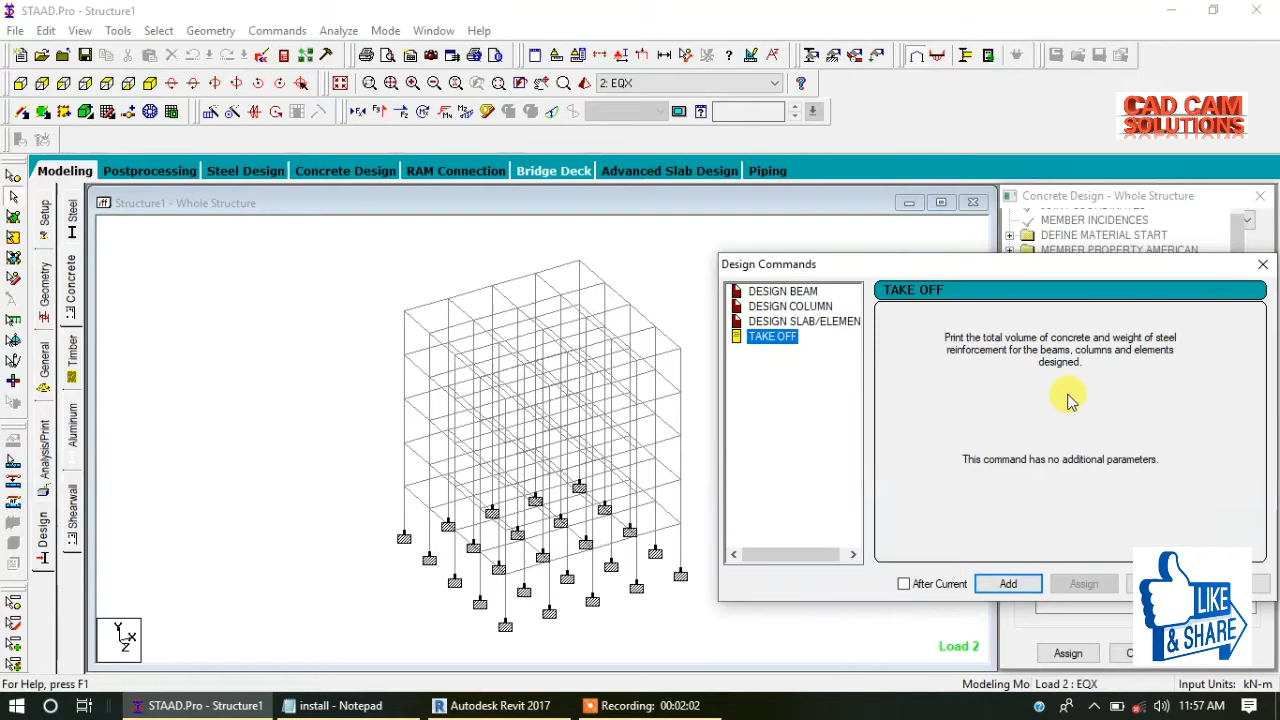 STAAD.Pro - Structure1
File Edit View Tools Select Geometry Commands Analyze Mode Window Help
2: EQX
CAD CAM
SOLUTIONS
Modeling Postprocessing Steel Design Concrete Design RAM Connection Bridge Deck Advanced Slab Design Piping
Setup
Geometry
General
Analysis/Print
Design
Steel
Concrete
Timber
Aluminum
Shearwall
Structure1 - Whole Structure
Concrete Design - Whole Structure
MEMBER INCIDENCES
DEFINE MATERIAL START
MEMBER PROPERTY AMERICAN
Design Commands
DESIGN BEAM
DESIGN COLUMN
DESIGN SLAB/ELEMEN
TAKE OFF
TAKE OFF
Print the total volume of concrete and weight of steel
reinforcement for the beams, columns and elements
designed.
This command has no additional parameters.
After Current Add Assign
Assign
LIKE
& SHARE
Y
X
Z
Load 2
For Help, press F1
Modeling Mo Load 2 : EQX Input Units: kN-m
STAAD.Pro - Structure1 install - Notepad Autodesk Revit 2017 Recording: 00:02:02
11:57 AM